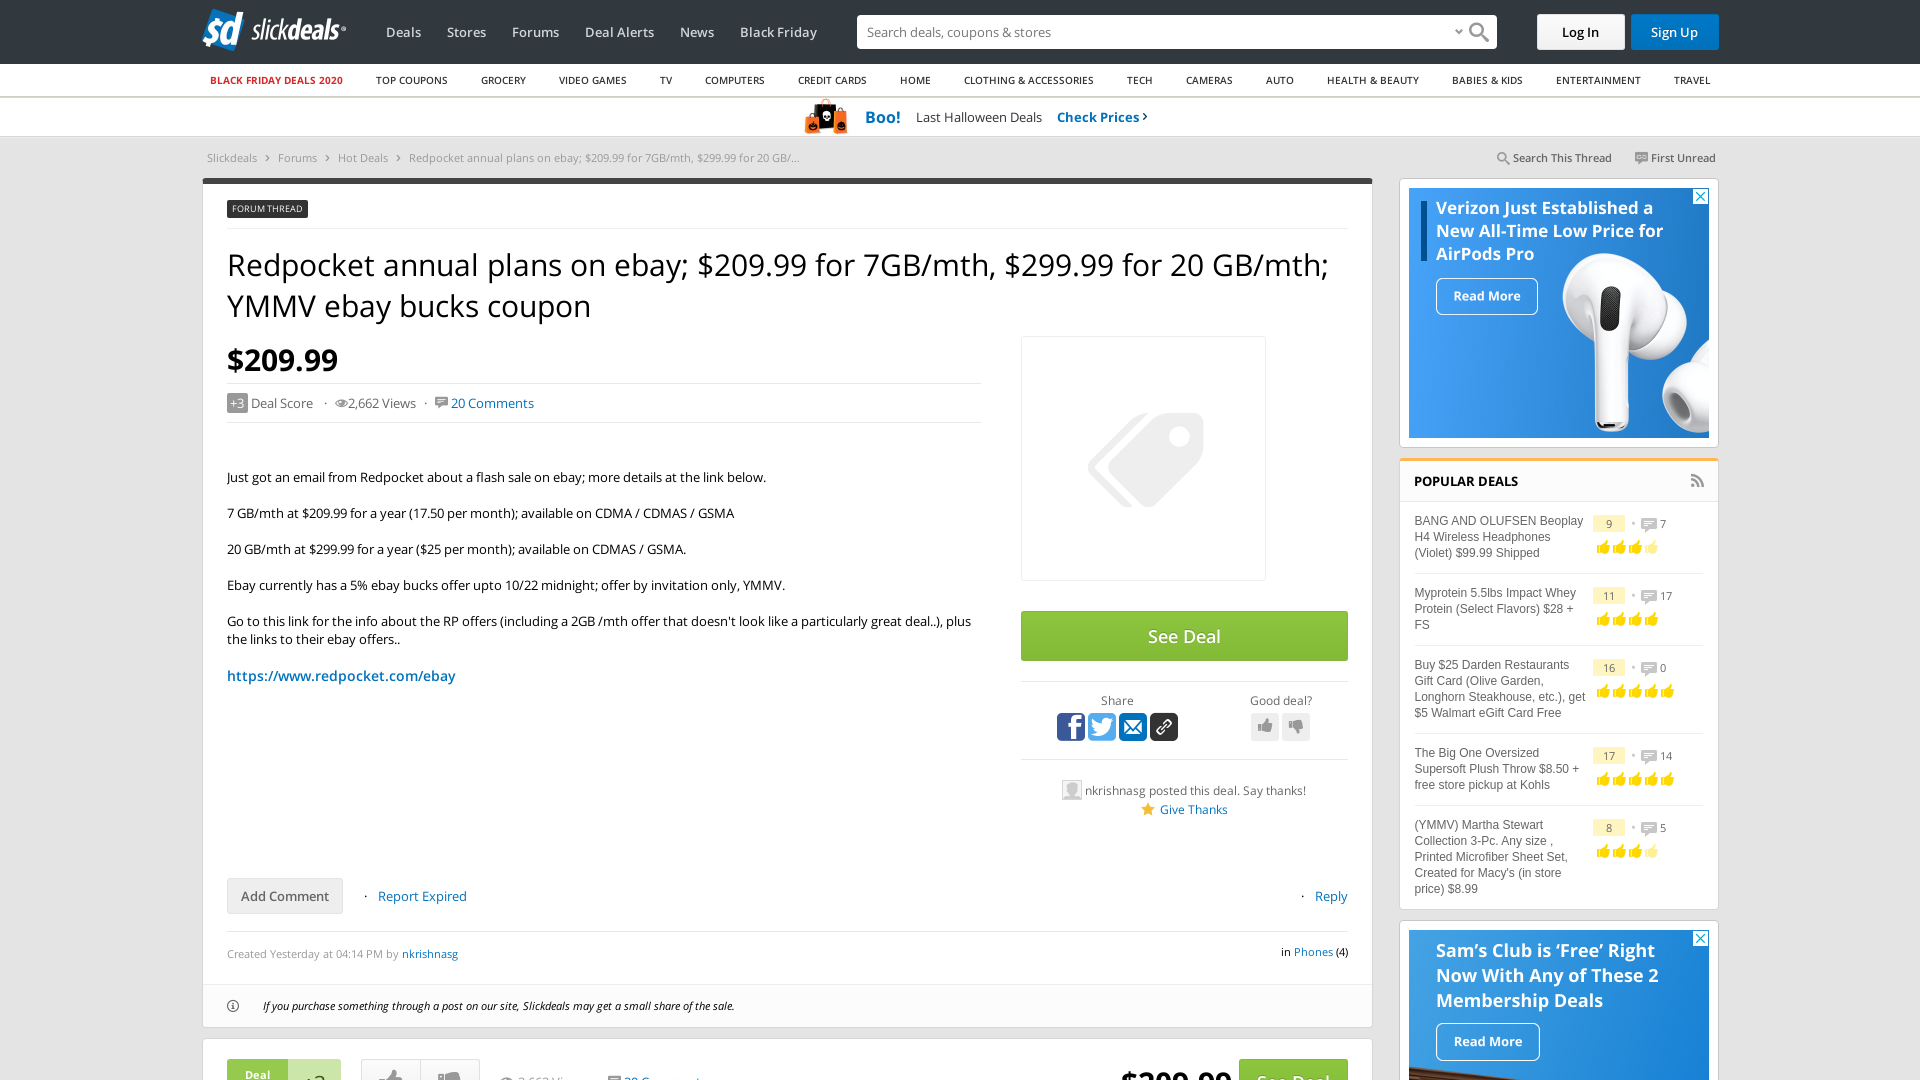 sd slickdeals
Deals Stores Forums Deal Alerts News Black Friday
Search deals, coupons & stores
Log In
Sign Up
BLACK FRIDAY DEALS 2020 TOP COUPONS GROCERY VIDEO GAMES TV COMPUTERS CREDIT CARDS HOME CLOTHING & ACCESSORIES TECH CAMERAS AUTO HEALTH & BEAUTY BABIES & KIDS ENTERTAINMENT TRAVEL
Boo! Last Halloween Deals Check Prices ›
Slickdeals › Forums › Hot Deals › Redpocket annual plans on ebay; $209.99 for 7GB/mth, $299.99 for 20 GB/...
Search This Thread First Unread
FORUM THREAD
Redpocket annual plans on ebay; $209.99 for 7GB/mth, $299.99 for 20 GB/mth;
YMMV ebay bucks coupon
$209.99
+3 Deal Score · 2,662 Views · 20 Comments
Just got an email from Redpocket about a flash sale on ebay; more details at the link below.
7 GB/mth at $209.99 for a year (17.50 per month); available on CDMA / CDMAS / GSMA
20 GB/mth at $299.99 for a year ($25 per month); available on CDMAS / GSMA.
Ebay currently has a 5% ebay bucks offer upto 10/22 midnight; offer by invitation only, YMMV.
Go to this link for the info about the RP offers (including a 2GB /mth offer that doesn't look like a particularly great deal..), plus
the links to their ebay offers..
https://www.redpocket.com/ebay
See Deal
Share
Good deal?
nkrishnasg posted this deal. Say thanks!
Give Thanks
Add Comment · Report Expired
· Reply
Created Yesterday at 04:14 PM by nkrishnasg
in Phones (4)
If you purchase something through a post on our site, Slickdeals may get a small share of the sale.
Deal
$209.99
See Deal
Verizon Just Established a
New All-Time Low Price for
AirPods Pro
Read More
POPULAR DEALS
BANG AND OLUFSEN Beoplay
H4 Wireless Headphones
(Violet) $99.99 Shipped
9 • 7
Myprotein 5.5lbs Impact Whey
Protein (Select Flavors) $28 +
FS
11 • 17
Buy $25 Darden Restaurants
Gift Card (Olive Garden,
Longhorn Steakhouse, etc.), get
$5 Walmart eGift Card Free
16 • 0
The Big One Oversized
Supersoft Plush Throw $8.50 +
free store pickup at Kohls
17 • 14
(YMMV) Martha Stewart
Collection 3-Pc. Any size ,
Printed Microfiber Sheet Set,
Created for Macy's (in store
price) $8.99
8 • 5
Sam's Club is ‘Free’ Right
Now With Any of These 2
Membership Deals
Read More